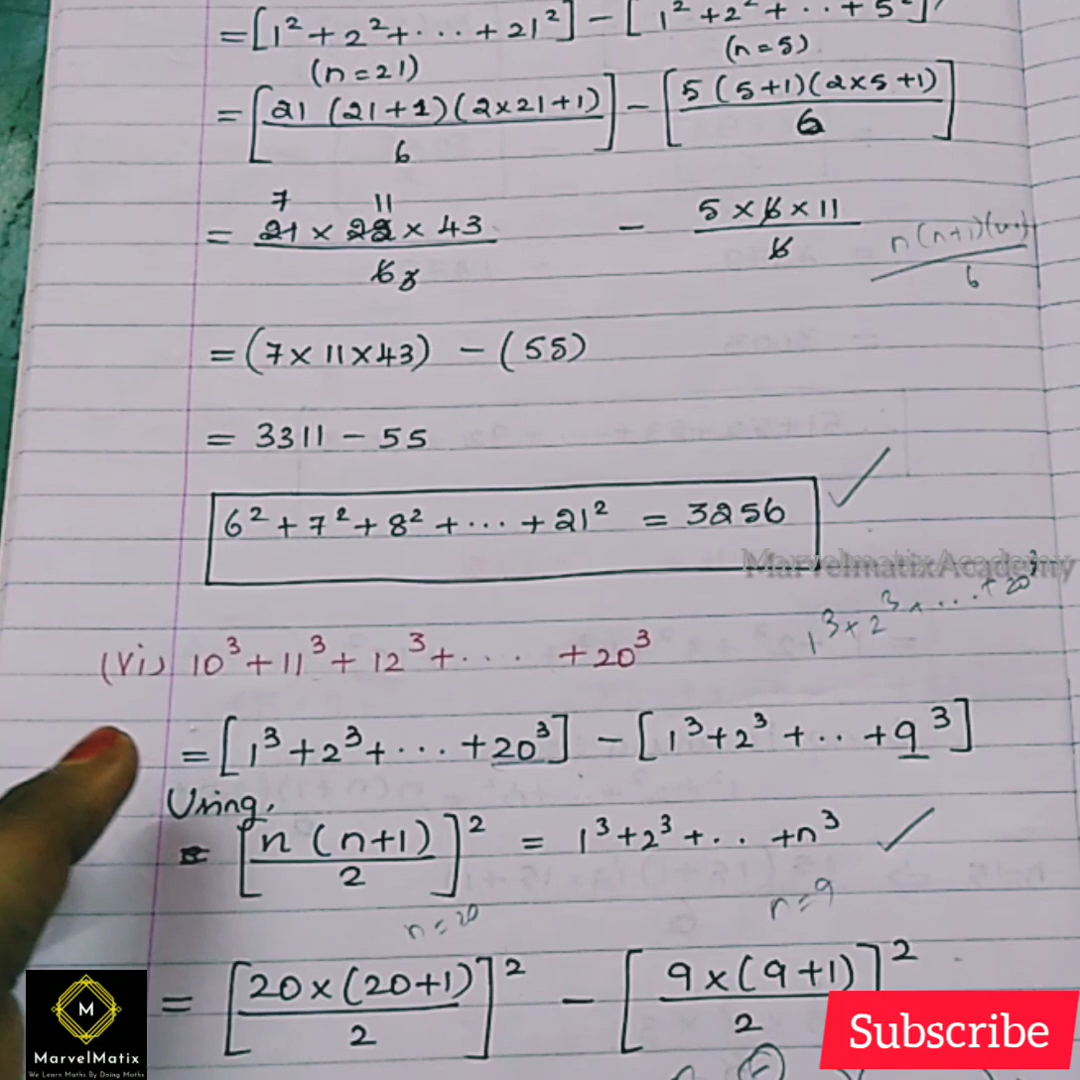 = [1² + 2² + ... + 21²] - [1² + 2² + .. + 5²]
(n = 21) (n = 5)
= [21 (21+1)(2×21+1) / 6] - [5 (5+1)(2×5+1) / 6]
7 11
= 21 × 22 × 43 / 6 3 - 5 × 6 × 11 / 6
n(n+1) / 6
= (7 × 11 × 43) - (55)
= 3311 - 55
6² + 7² + 8² + ... + 21² = 3256
MarvelmatixAcademy
1³ × 2³ × ... + 20³
(vi) 10³ + 11³ + 12³ + .... + 20³
= [1³ + 2³ + ... + 20³] - [1³ + 2³ + .. + 9³]
Using,
[n (n+1) / 2]² = 1³ + 2³ + .. + n³
n = 20 n = 9
= [20 × (20+1) / 2]² - [9 × (9+1) / 2]²
M
MarvelMatix
We Learn Maths By Doing Maths
Subscribe